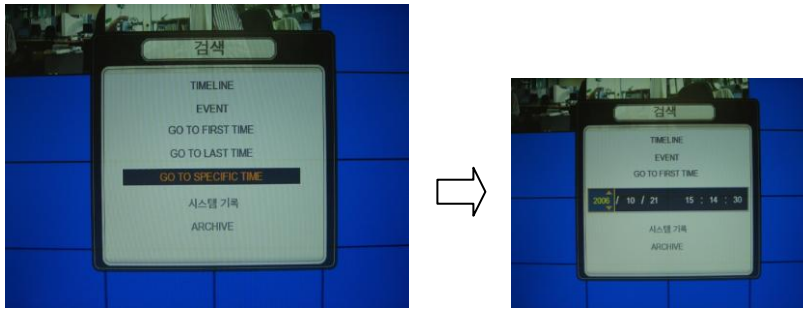 검색
TIMELINE
EVENT
GO TO FIRST TIME
GO TO LAST TIME
GO TO SPECIFIC TIME
시스템 기록
ARCHIVE
검색
TIMELINE
EVENT
GO TO FIRST TIME
2006 / 10 / 21 15 : 14 : 30
시스템 기록
ARCHIVE